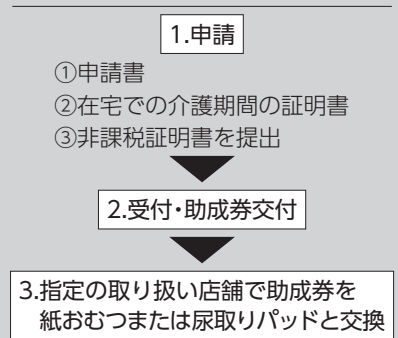 1.申請
①申請書
②在宅での介護期間の証明書
③非課税証明書を提出
2.受付・助成券交付
3.指定の取り扱い店舗で助成券を
紙おむつまたは尿取りパッドと交換